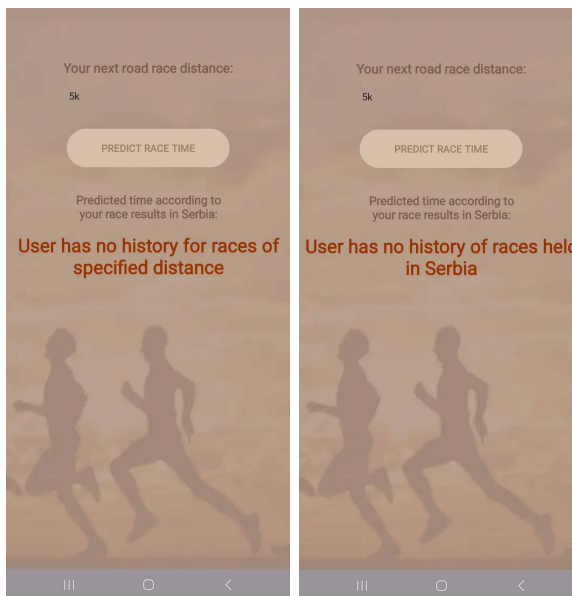 Your next road race distance:
5k
PREDICT RACE TIME
Predicted time according to
your race results in Serbia:
User has no history for races of
specified distance
Your next road race distance:
5k
PREDICT RACE TIME
Predicted time according to
your race results in Serbia:
User has no history of races held
in Serbia